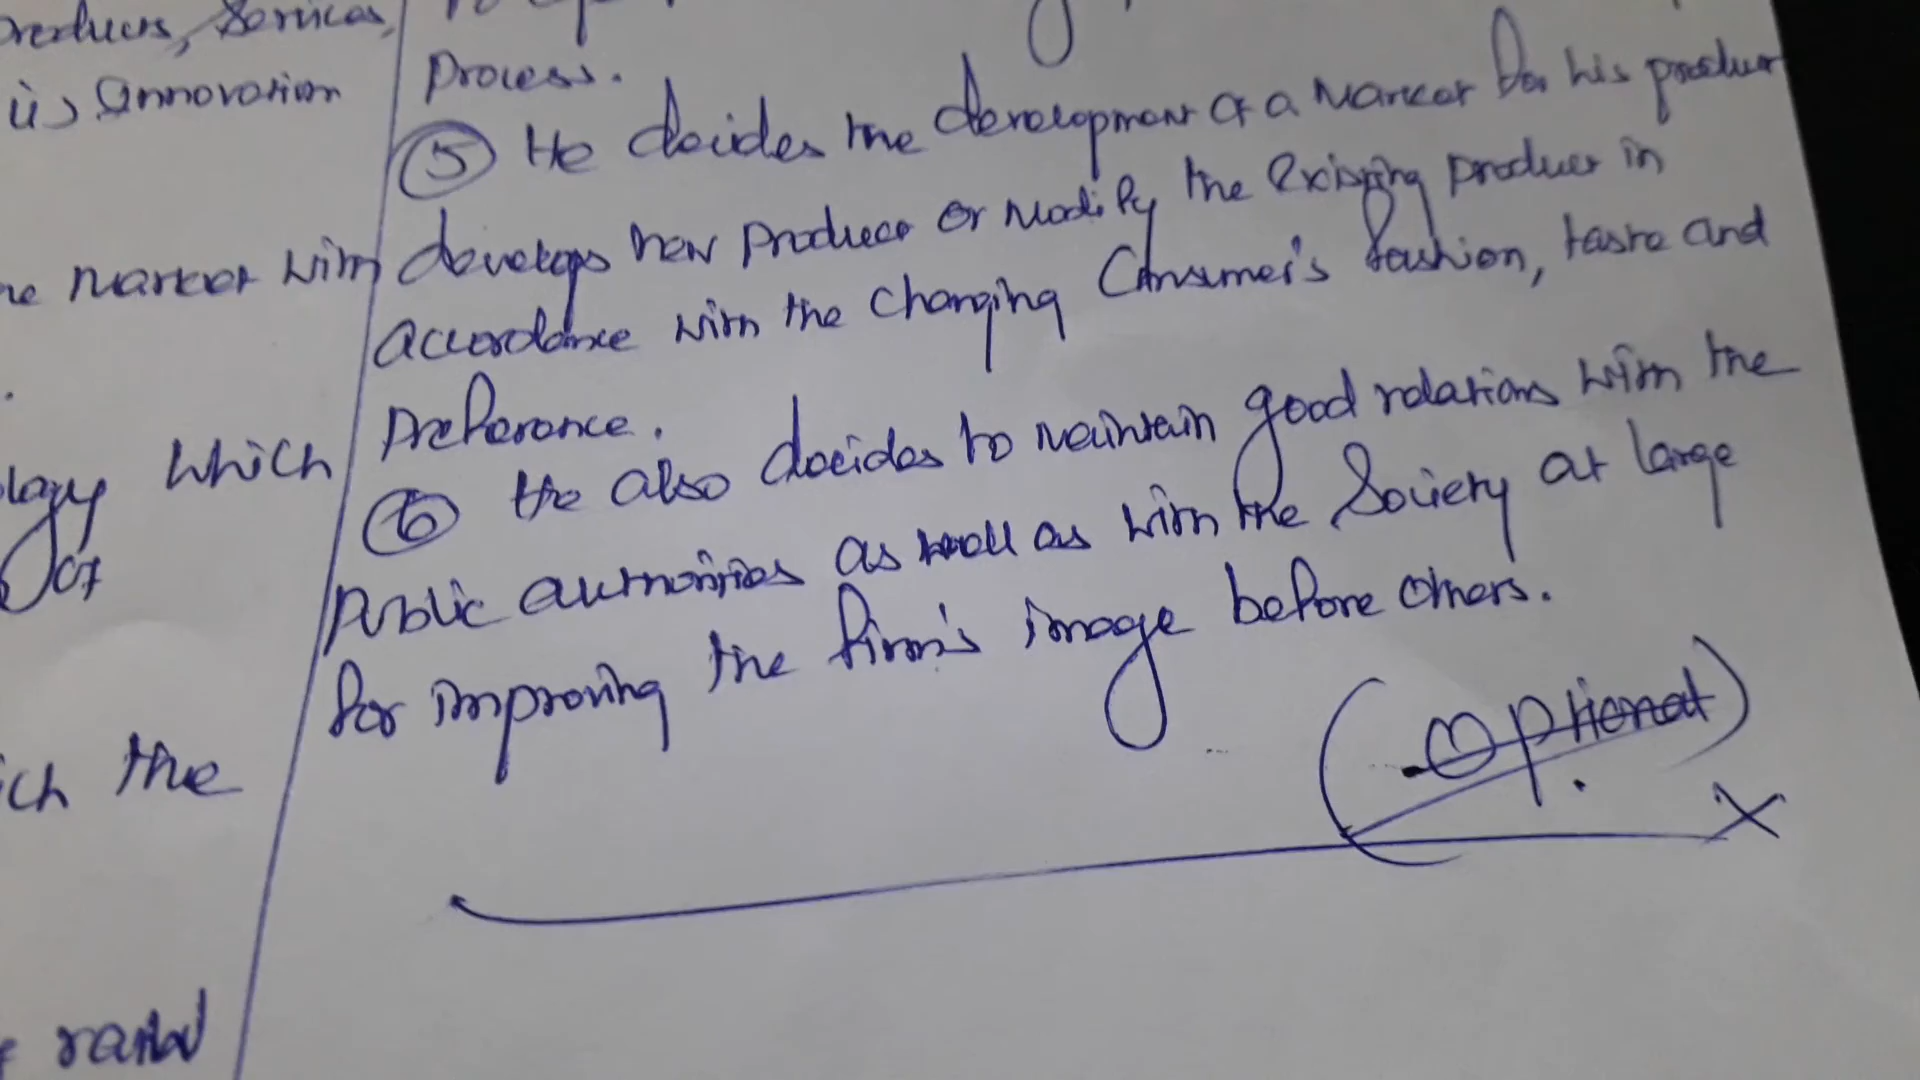 products, Services,
is Innovation
market with
which
of
ich the
Process.
⑤ He decides the development of a market for his product
develops new product or modify the existing product in
accordance with the changing Consumer's fashion, taste and
Preference.
⑥ He also decides to maintain good relations with the
Public authorities as well as with the Society at large
for improving the firm's image before others.
(Optional)